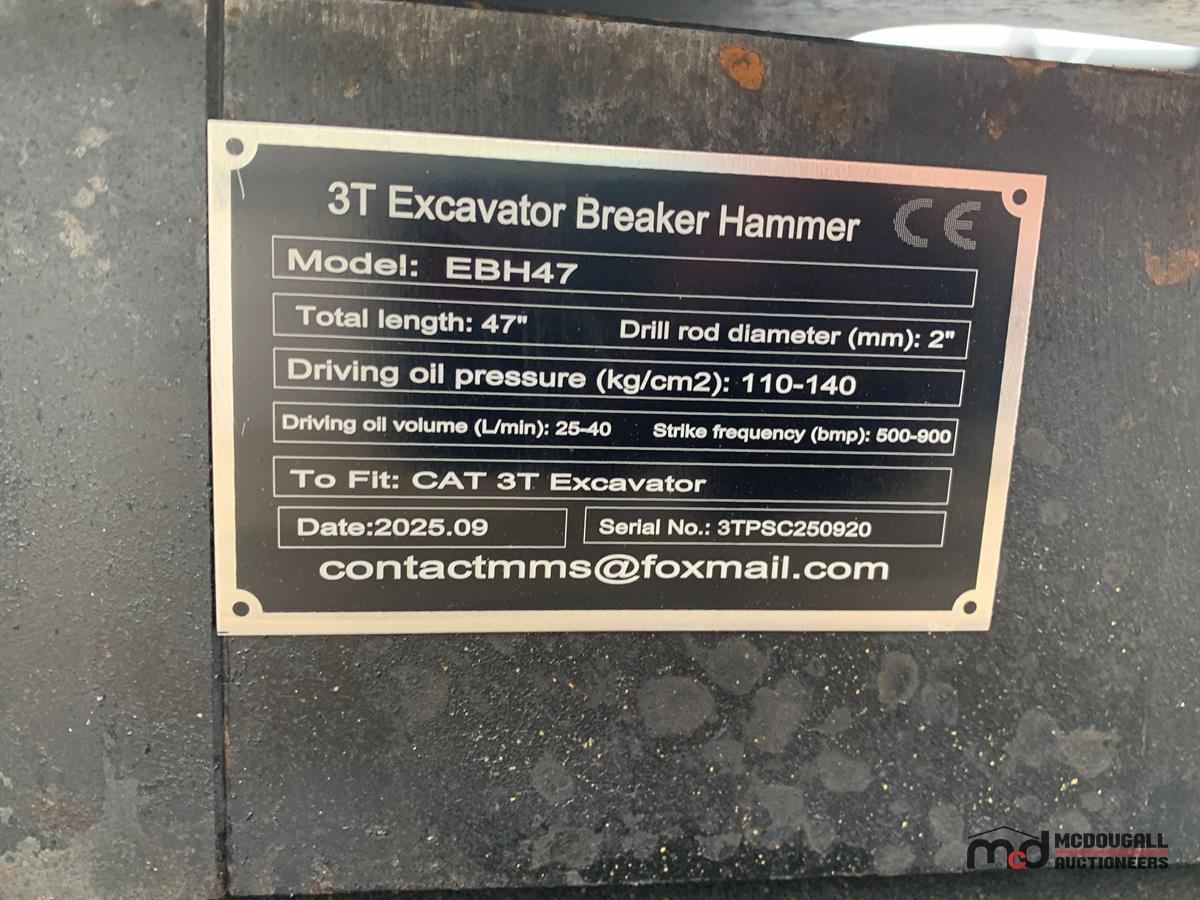 3T Excavator Breaker Hammer CE
Model: EBH47
Total length: 47" Drill rod diameter (mm): 2"
Driving oil pressure (kg/cm2): 110-140
Driving oil volume (L/min): 25-40 Strike frequency (bmp): 500-900
To Fit: CAT 3T Excavator
Date:2025.09 Serial No.: 3TPSC250920
contactmms@foxmail.com
mcd MCDOUGALL
AUCTIONEERS